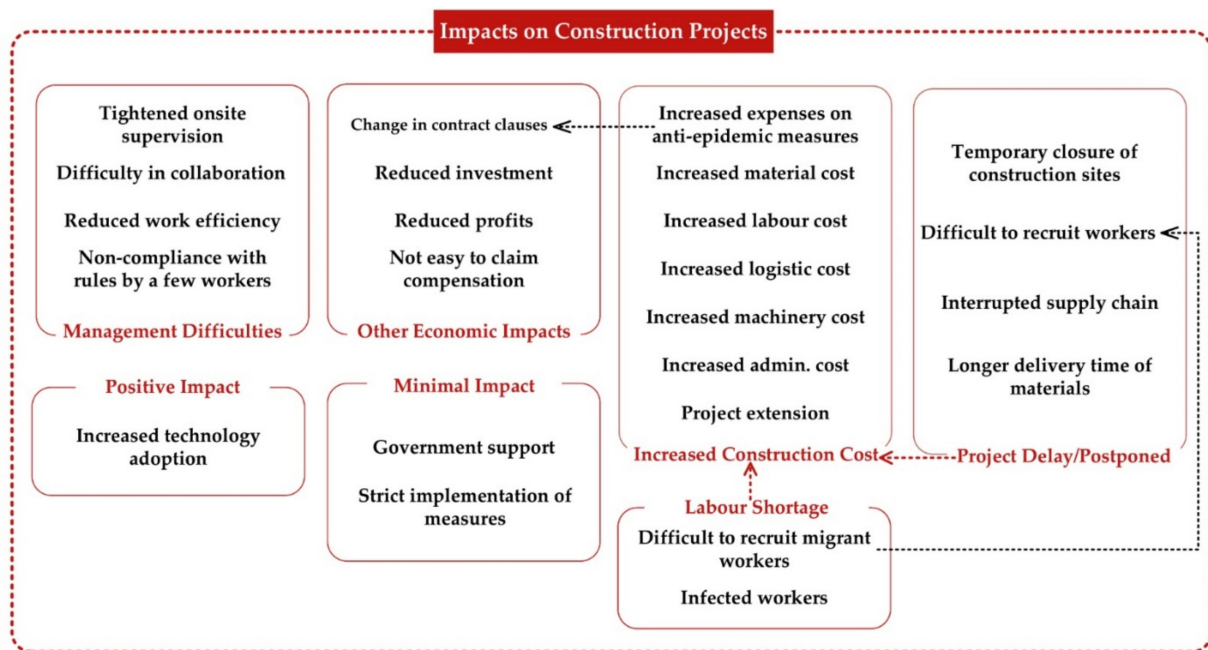 Impacts on Construction Projects
Tightened onsite
supervision
Difficulty in collaboration
Reduced work efficiency
Non-compliance with
rules by a few workers
Management Difficulties
Change in contract clauses
Reduced investment
Reduced profits
Not easy to claim
compensation
Other Economic Impacts
Increased expenses on
anti-epidemic measures
Increased material cost
Increased labour cost
Increased logistic cost
Increased machinery cost
Increased admin. cost
Project extension
Increased Construction Cost
Temporary closure of
construction sites
Difficult to recruit workers
Interrupted supply chain
Longer delivery time of
materials
Project Delay/Postponed
Positive Impact
Increased technology
adoption
Minimal Impact
Government support
Strict implementation of
measures
Labour Shortage
Difficult to recruit migrant
workers
Infected workers